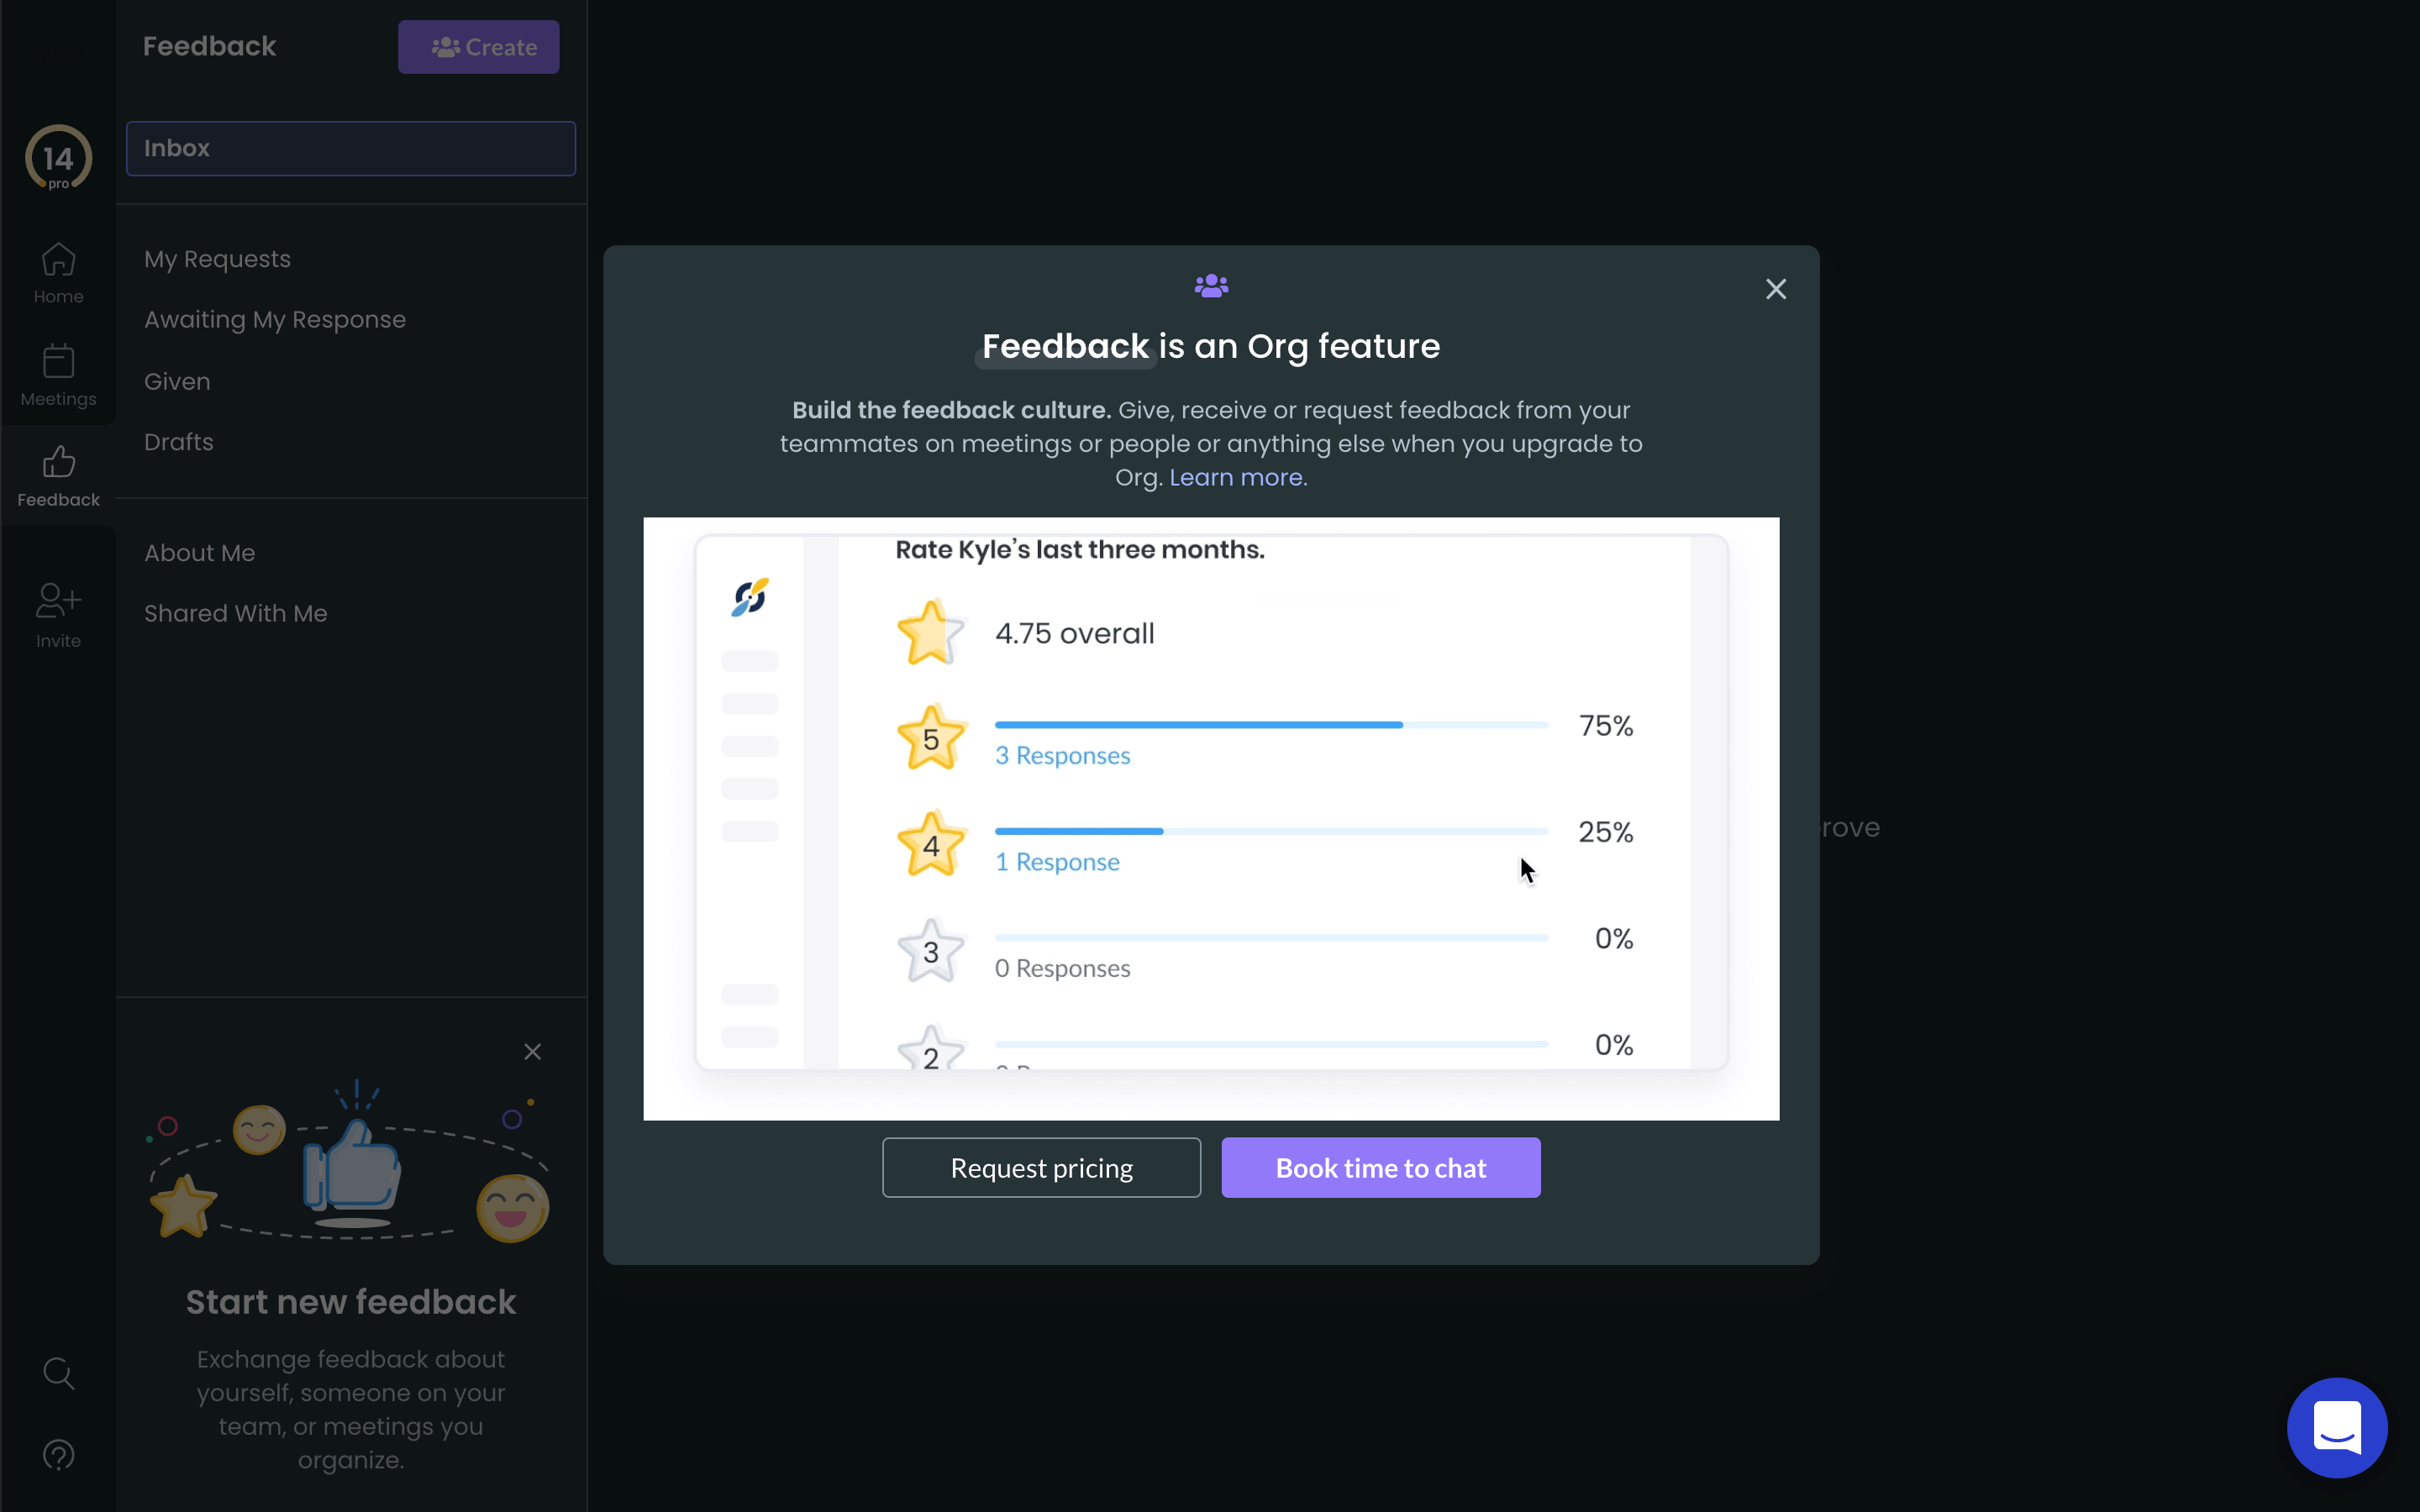 Feedback
Create
14
pro
Inbox
Home
My Requests
Awaiting My Response
Meetings
Given
Drafts
Feedback
About Me
Shared With Me
Invite
Start new feedback
Exchange feedback about
yourself, someone on your
team, or meetings you
organize.
Feedback is an Org feature
Build the feedback culture. Give, receive or request feedback from your
teammates on meetings or people or anything else when you upgrade to
Org. Learn more.
Rate Kyle's last three months.
4.75 overall
5
75%
3 Responses
4
25%
1 Response
3
0%
0 Responses
2
0%
Request pricing
Book time to chat